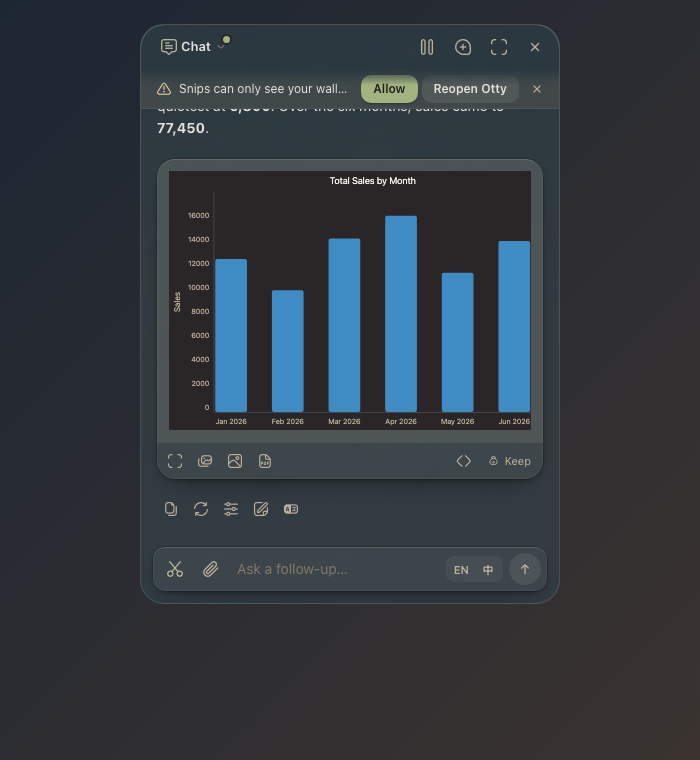 Chat
Snips can only see your wall...
Allow
Reopen Otty
77,450.
Total Sales by Month
Sales
16000
14000
12000
10000
8000
6000
4000
2000
0
Jan 2026
Feb 2026
Mar 2026
Apr 2026
May 2026
Jun 2026
PDF
Keep
A
Z
Ask a follow-up...
EN
中